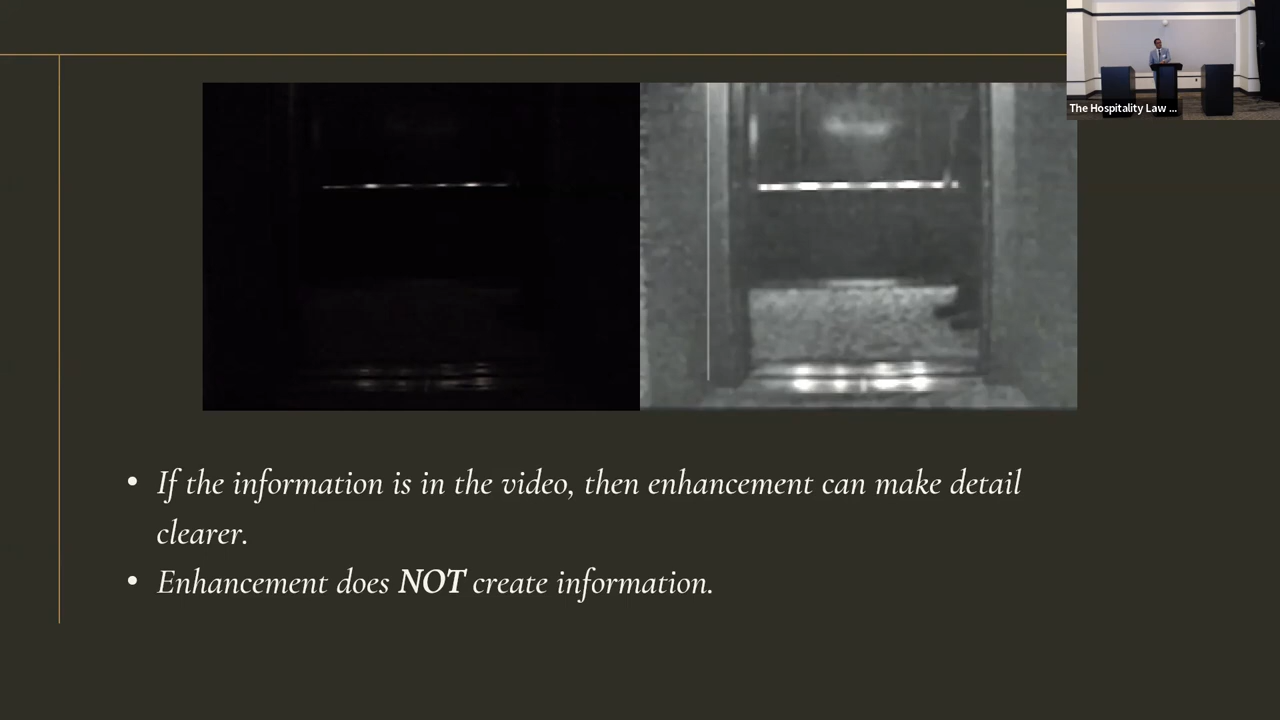 The Hospitality Law ...
• If the information is in the video, then enhancement can make detail
clearer.
• Enhancement does NOT create information.